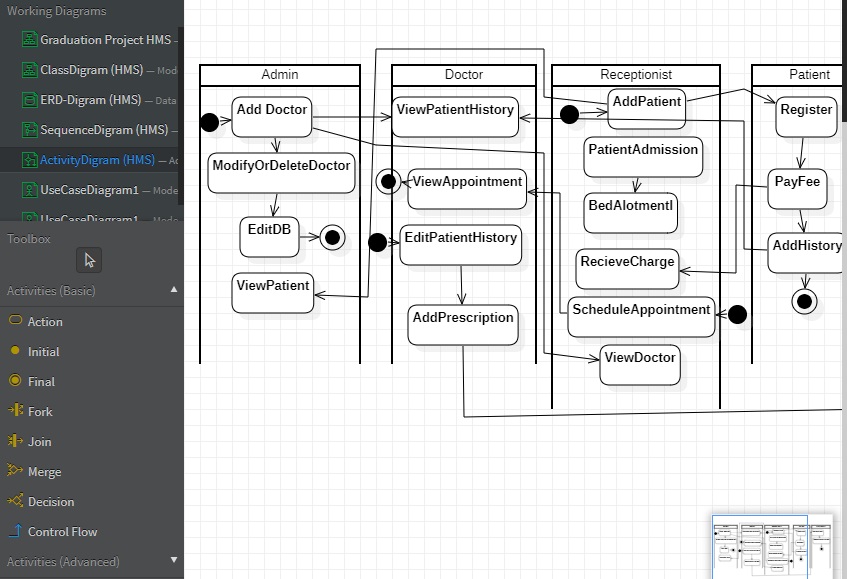 Working Diagrams
Graduation Project HMS -
ClassDigram (HMS) — Mod
ERD-Digram (HMS) — Data
SequenceDigram (HMS) —
ActivityDigram (HMS) — Ac
UseCaseDiagram1 — Mode
UseCaseDiagram1 — Mode
Toolbox
Activities (Basic)
Action
Initial
Final
Fork
Join
Merge
Decision
Control Flow
Activities (Advanced)
Admin
Add Doctor
ModifyOrDeleteDoctor
EditDB
ViewPatient
Doctor
ViewPatientHistory
ViewAppointment
EditPatientHistory
AddPrescription
Receptionist
AddPatient
PatientAdmission
BedAlotmentI
RecieveCharge
ScheduleAppointment
ViewDoctor
Patient
Register
PayFee
AddHistory